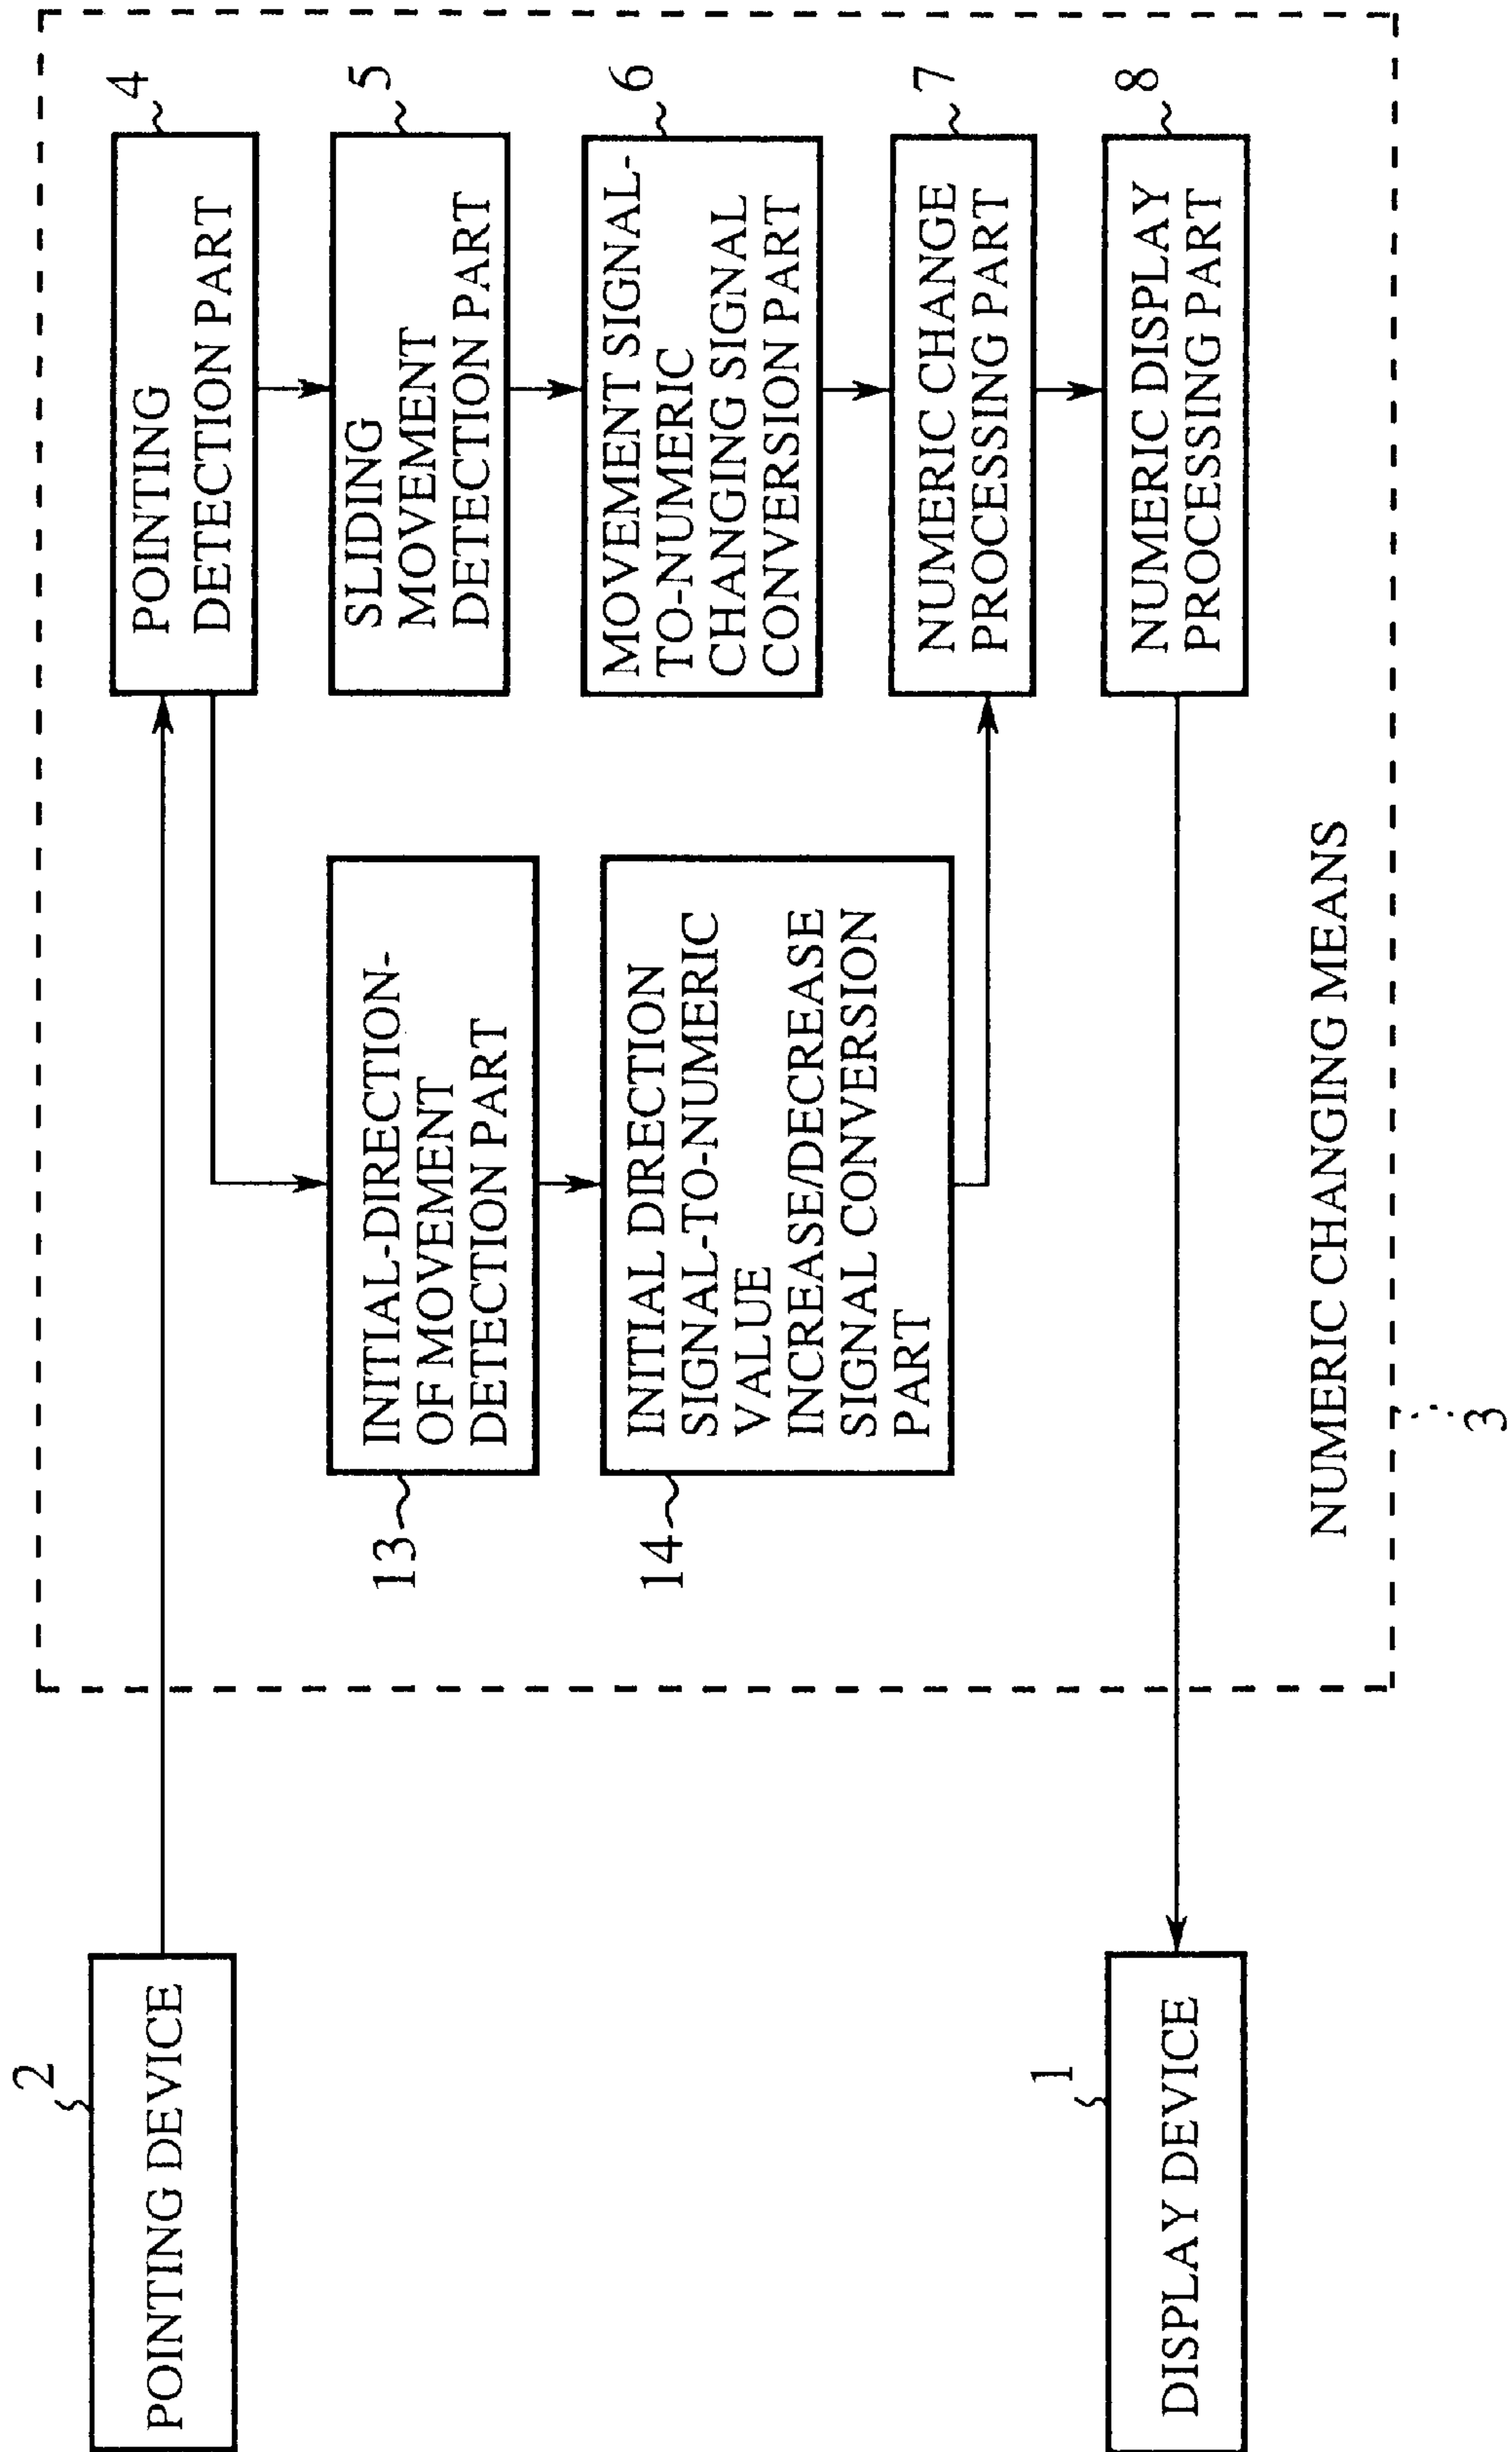 2
POINTING DEVICE
1
DISPLAY DEVICE
4
POINTING
DETECTION PART
5
SLIDING
MOVEMENT
DETECTION PART
6
MOVEMENT SIGNAL-
TO-NUMERIC
CHANGING SIGNAL
CONVERSION PART
7
NUMERIC CHANGE
PROCESSING PART
8
NUMERIC DISPLAY
PROCESSING PART
13
INITIAL-DIRECTION-
OF MOVEMENT
DETECTION PART
14
INITIAL DIRECTION
SIGNAL-TO-NUMERIC
VALUE
INCREASE/DECREASE
SIGNAL CONVERSION
PART
NUMERIC CHANGING MEANS
3